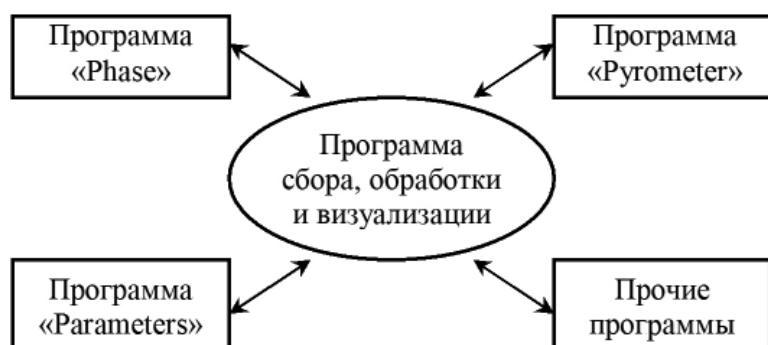 Программа
«Phase»
Программа
«Pyrometer»
Программа
сбора, обработки
и визуализации
Программа
«Parameters»
Прочие
программы